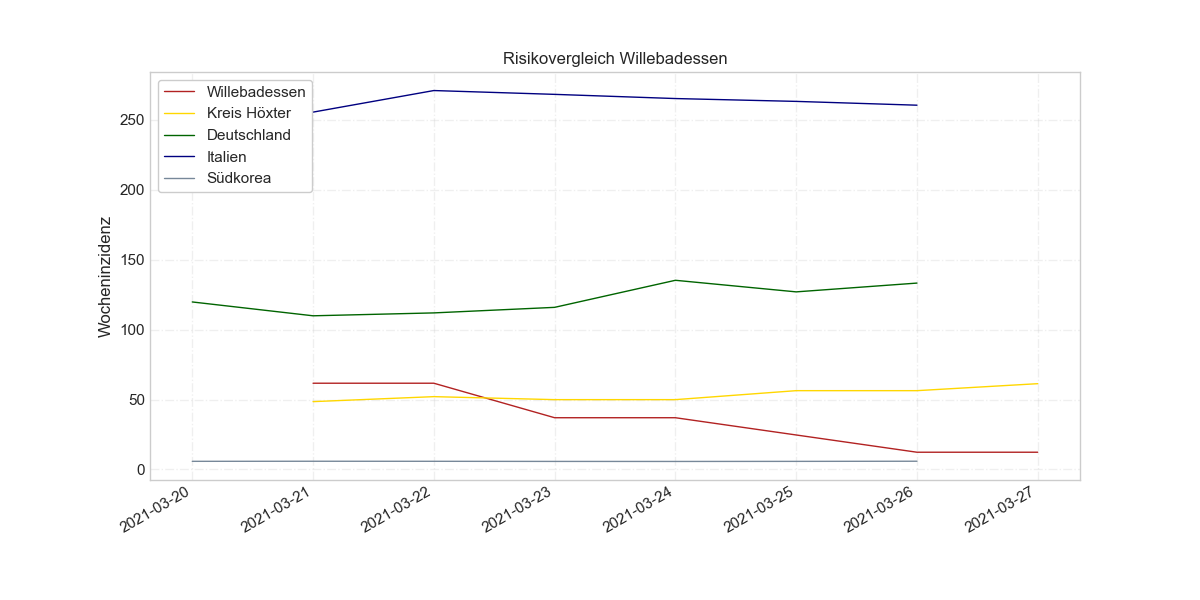 Risikovergleich Willebadessen
Willebadessen
Kreis Höxter
Deutschland
Italien
Südkorea
Wocheninzidenz
250
200
150
100
50
0
2021-03-20
2021-03-21
2021-03-22
2021-03-23
2021-03-24
2021-03-25
2021-03-26
2021-03-27